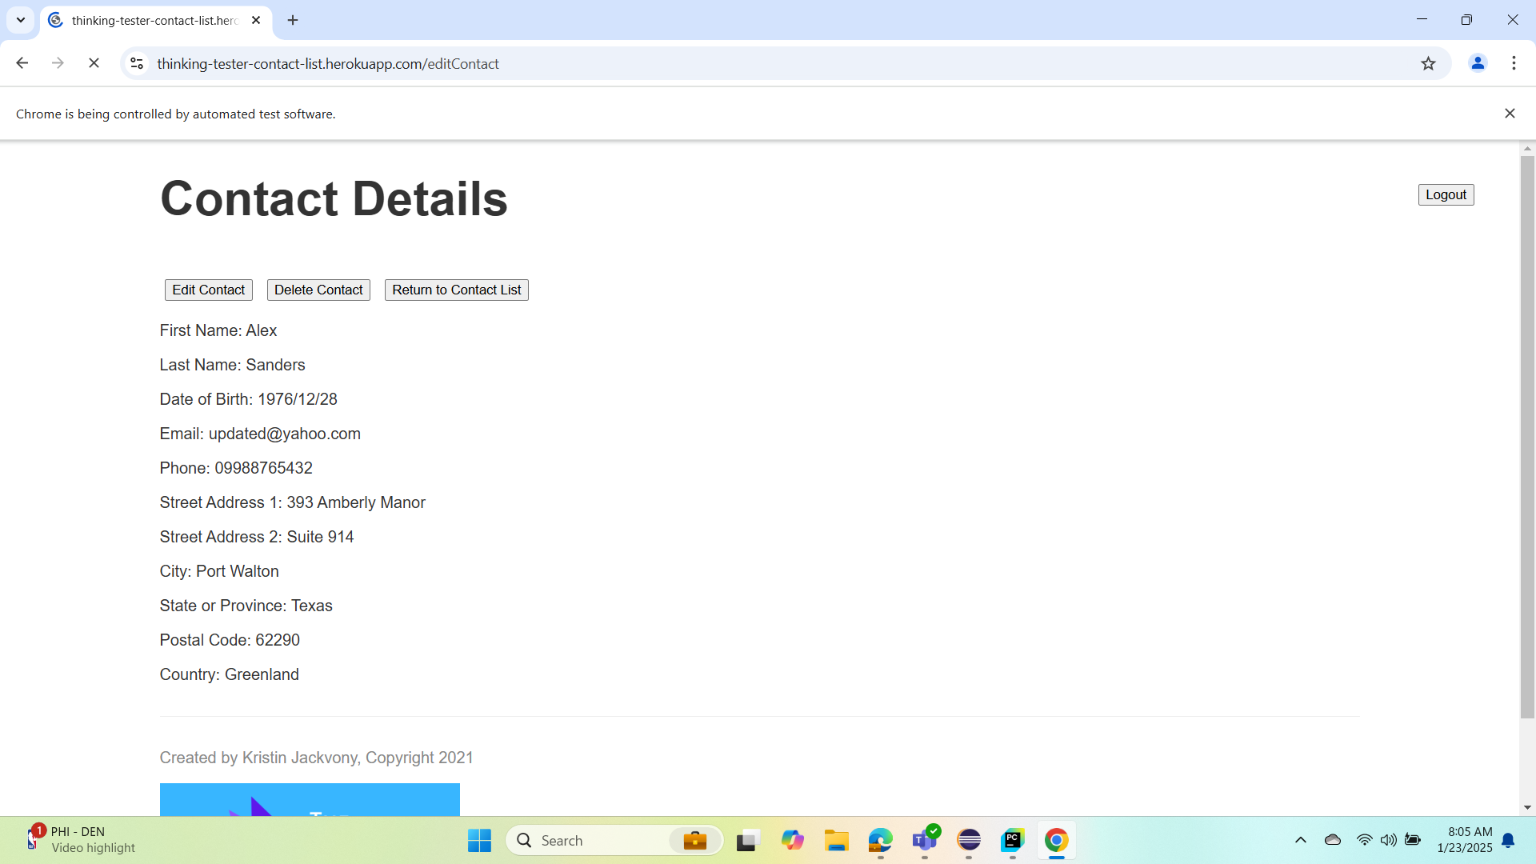 thinking-tester-contact-list.herc
thinking-tester-contact-list.herokuapp.com/editContact
Chrome is being controlled by automated test software.
Contact Details
Logout
Edit Contact
Delete Contact
Return to Contact List
First Name: Alex
Last Name: Sanders
Date of Birth: 1976/12/28
Email: updated@yahoo.com
Phone: 09988765432
Street Address 1: 393 Amberly Manor
Street Address 2: Suite 914
City: Port Walton
State or Province: Texas
Postal Code: 62290
Country: Greenland
Created by Kristin Jackvony, Copyright 2021
1
PHI - DEN
Video highlight
Search
PC
8:05 AM
1/23/2025